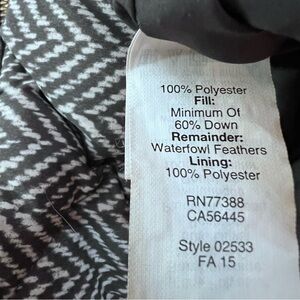 100% Polyester
Fill:
Minimum Of
60% Down
Remainder:
Waterfowl Feathers
Lining:
100% Polyester
RN77388
CA56445
Style 02533
FA 15